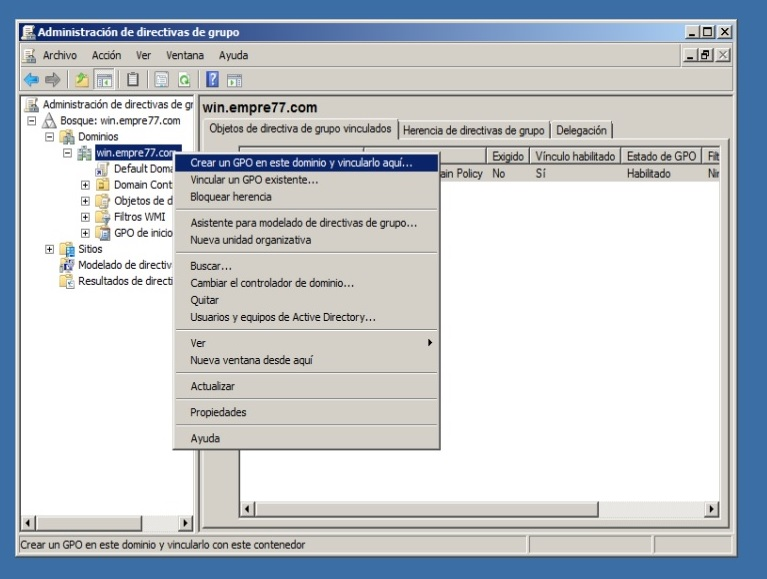 Administración de directivas de grupo
Archivo Acción Ver Ventana Ayuda
Administración de directivas de gr
Bosque: win.empre77.com
Dominios
win.empre77.com
Default Doma
Domain Cont
Objetos de d
Filtros WMI
GPO de inicio
Sitios
Modelado de directiv
Resultados de directi
win.empre77.com
Objetos de directiva de grupo vinculados Herencia de directivas de grupo Delegación
Exigido Vínculo habilitado Estado de GPO Filt
ain Policy No Sí Habilitado Nin
Crear un GPO en este dominio y vincularlo aquí...
Vincular un GPO existente...
Bloquear herencia
Asistente para modelado de directivas de grupo...
Nueva unidad organizativa
Buscar...
Cambiar el controlador de dominio...
Quitar
Usuarios y equipos de Active Directory...
Ver
Nueva ventana desde aquí
Actualizar
Propiedades
Ayuda
Crear un GPO en este dominio y vincularlo con este contenedor